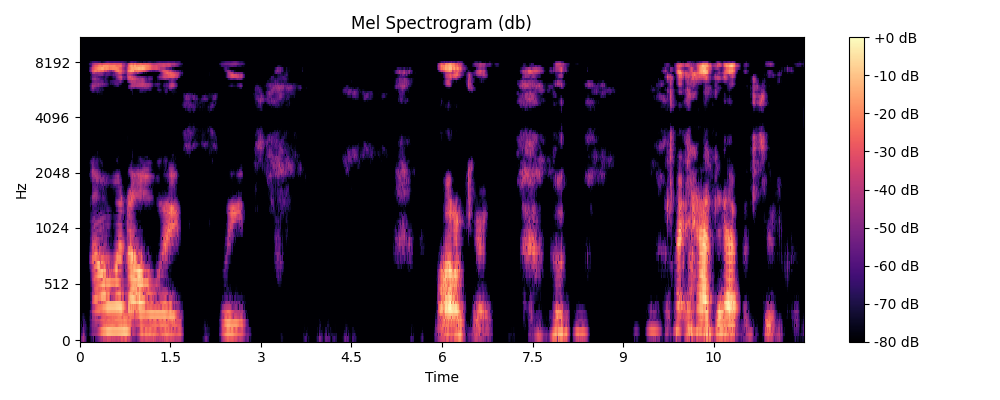 Mel Spectrogram (db)
Hz
8192
4096
2048
1024
512
0
0 1.5 3 4.5 6 7.5 9 10
Time
+0 dB
-10 dB
-20 dB
-30 dB
-40 dB
-50 dB
-60 dB
-70 dB
-80 dB